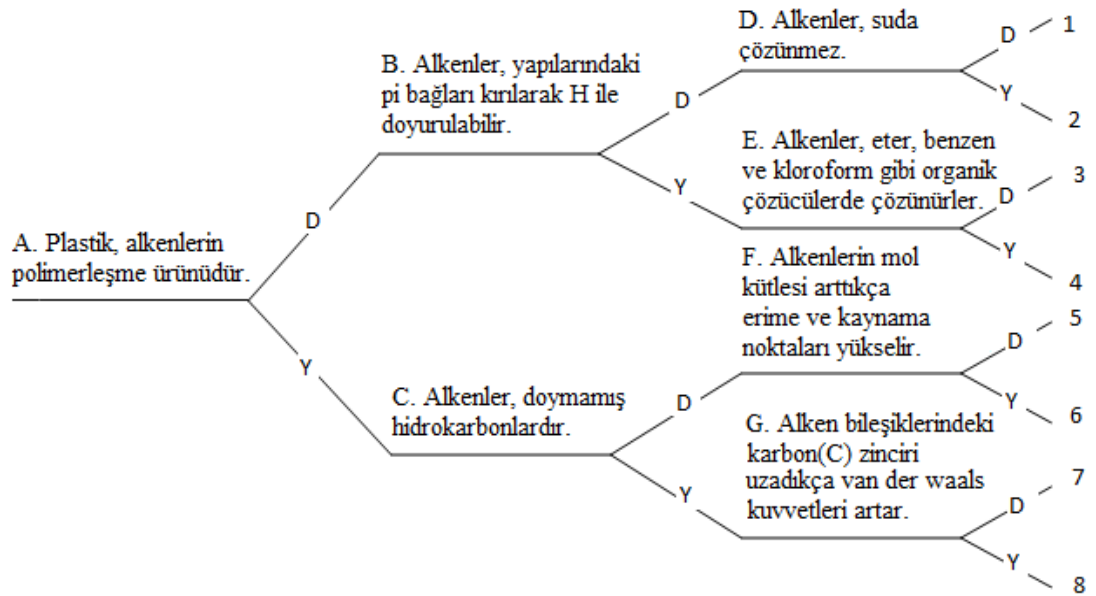 A. Plastik, alkenlerin
polimerleşme ürünüdür.
D
Y
B. Alkenler, yapılarındaki
pi bağları kırılarak H ile
doyurulabilir.
D
Y
C. Alkenler, doymamış
hidrokarbonlardır.
D
Y
D. Alkenler, suda
çözünmez.
D
1
Y
2
E. Alkenler, eter, benzen
ve kloroform gibi organik
çözücülerde çözünürler.
D
3
Y
4
F. Alkenlerin mol
kütlesi arttıkça
erime ve kaynama
noktaları yükselir.
D
5
Y
6
G. Alken bileşiklerindeki
karbon(C) zinciri
uzadıkça van der waals
kuvvetleri artar.
D
7
Y
8